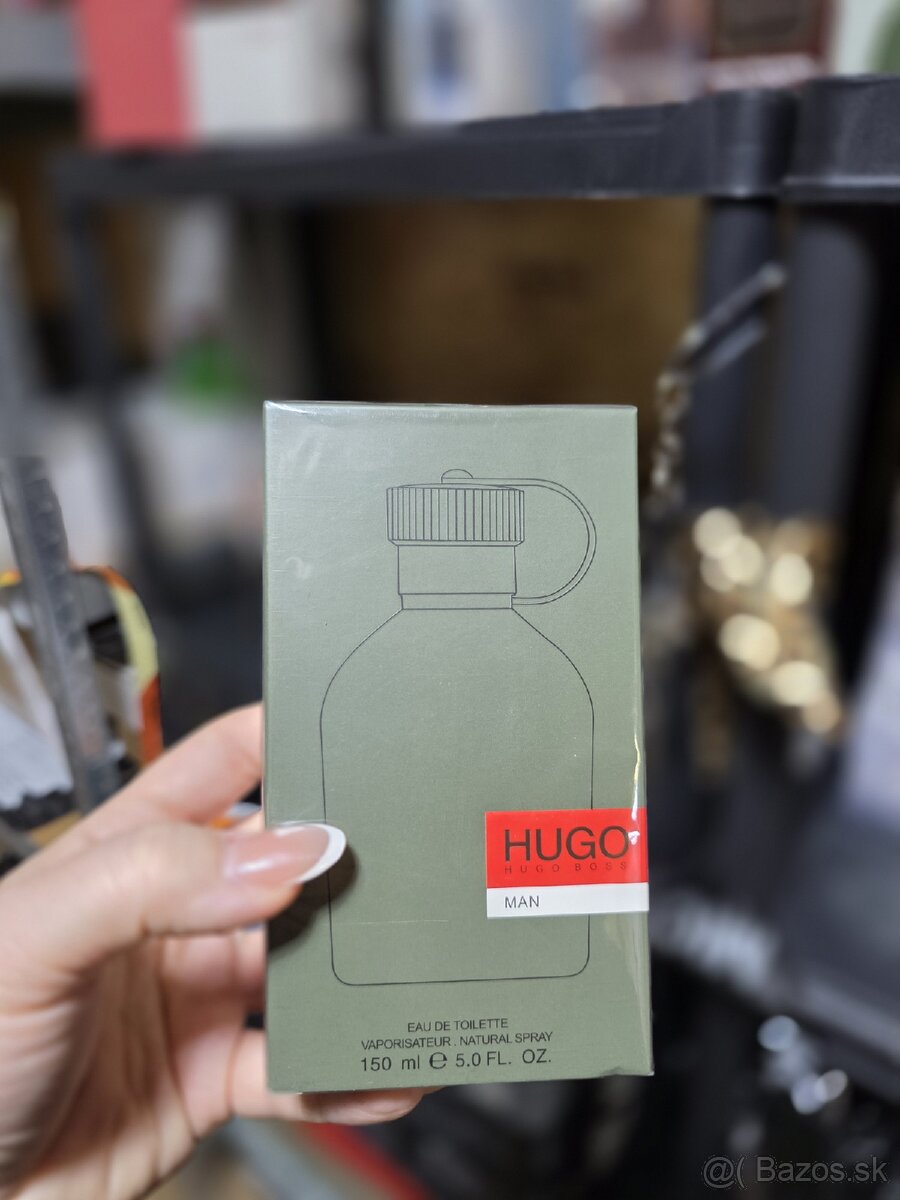 HUGO
HUGO BOSS
MAN
EAU DE TOILETTE
VAPORISATEUR . NATURAL SPRAY
150 ml ℮ 5.0 FL. OZ.
@( Bazos.sk